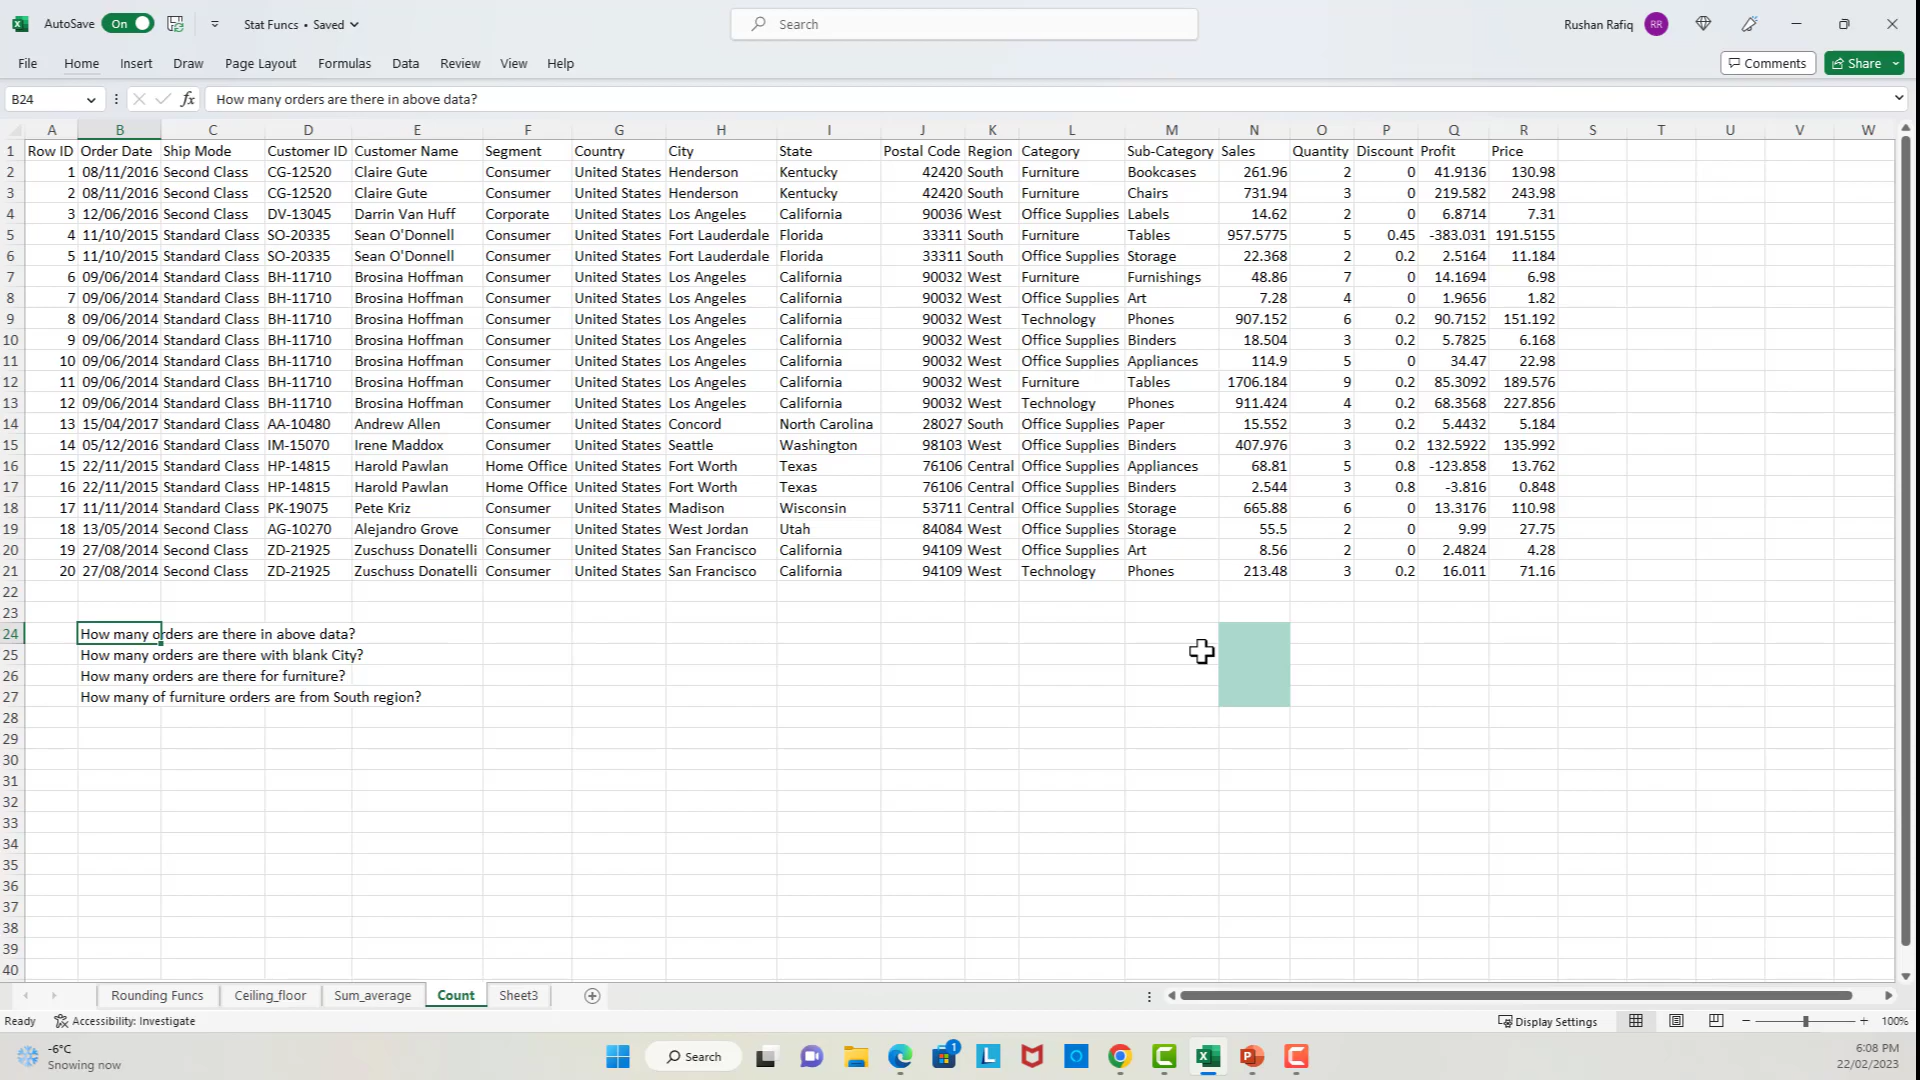 AutoSave On Stat Funcs • Saved Search Rushan Rafiq RR
File Home Insert Draw Page Layout Formulas Data Review View Help Comments Share
B24 fx How many orders are there in above data?
A B C D E F G H I J K L M N O P Q R S T U V W
1 Row ID Order Date Ship Mode Customer ID Customer Name Segment Country City State Postal Code Region Category Sub-Category Sales Quantity Discount Profit Price
2 1 08/11/2016 Second Class CG-12520 Claire Gute Consumer United States Henderson Kentucky 42420 South Furniture Bookcases 261.96 2 0 41.9136 130.98
3 2 08/11/2016 Second Class CG-12520 Claire Gute Consumer United States Henderson Kentucky 42420 South Furniture Chairs 731.94 3 0 219.582 243.98
4 3 12/06/2016 Second Class DV-13045 Darrin Van Huff Corporate United States Los Angeles California 90036 West Office Supplies Labels 14.62 2 0 6.8714 7.31
5 4 11/10/2015 Standard Class SO-20335 Sean O'Donnell Consumer United States Fort Lauderdale Florida 33311 South Furniture Tables 957.5775 5 0.45 -383.031 191.5155
6 5 11/10/2015 Standard Class SO-20335 Sean O'Donnell Consumer United States Fort Lauderdale Florida 33311 South Office Supplies Storage 22.368 2 0.2 2.5164 11.184
7 6 09/06/2014 Standard Class BH-11710 Brosina Hoffman Consumer United States Los Angeles California 90032 West Furniture Furnishings 48.86 7 0 14.1694 6.98
8 7 09/06/2014 Standard Class BH-11710 Brosina Hoffman Consumer United States Los Angeles California 90032 West Office Supplies Art 7.28 4 0 1.9656 1.82
9 8 09/06/2014 Standard Class BH-11710 Brosina Hoffman Consumer United States Los Angeles California 90032 West Technology Phones 907.152 6 0.2 90.7152 151.192
10 9 09/06/2014 Standard Class BH-11710 Brosina Hoffman Consumer United States Los Angeles California 90032 West Office Supplies Binders 18.504 3 0.2 5.7825 6.168
11 10 09/06/2014 Standard Class BH-11710 Brosina Hoffman Consumer United States Los Angeles California 90032 West Office Supplies Appliances 114.9 5 0 34.47 22.98
12 11 09/06/2014 Standard Class BH-11710 Brosina Hoffman Consumer United States Los Angeles California 90032 West Furniture Tables 1706.184 9 0.2 85.3092 189.576
13 12 09/06/2014 Standard Class BH-11710 Brosina Hoffman Consumer United States Los Angeles California 90032 West Technology Phones 911.424 4 0.2 68.3568 227.856
14 13 15/04/2017 Standard Class AA-10480 Andrew Allen Consumer United States Concord North Carolina 28027 South Office Supplies Paper 15.552 3 0.2 5.4432 5.184
15 14 05/12/2016 Standard Class IM-15070 Irene Maddox Consumer United States Seattle Washington 98103 West Office Supplies Binders 407.976 3 0.2 132.5922 135.992
16 15 22/11/2015 Standard Class HP-14815 Harold Pawlan Home Office United States Fort Worth Texas 76106 Central Office Supplies Appliances 68.81 5 0.8 -123.858 13.762
17 16 22/11/2015 Standard Class HP-14815 Harold Pawlan Home Office United States Fort Worth Texas 76106 Central Office Supplies Binders 2.544 3 0.8 -3.816 0.848
18 17 11/11/2014 Standard Class PK-19075 Pete Kriz Consumer United States Madison Wisconsin 53711 Central Office Supplies Storage 665.88 6 0 13.3176 110.98
19 18 13/05/2014 Second Class AG-10270 Alejandro Grove Consumer United States West Jordan Utah 84084 West Office Supplies Storage 55.5 2 0 9.99 27.75
20 19 27/08/2014 Second Class ZD-21925 Zuschuss Donatelli Consumer United States San Francisco California 94109 West Office Supplies Art 8.56 2 0 2.4824 4.28
21 20 27/08/2014 Second Class ZD-21925 Zuschuss Donatelli Consumer United States San Francisco California 94109 West Technology Phones 213.48 3 0.2 16.011 71.16
22
23
24 How many orders are there in above data?
25 How many orders are there with blank City?
26 How many orders are there for furniture?
27 How many of furniture orders are from South region?
28
29
30
31
32
33
34
35
36
37
38
39
40
Rounding Funcs Ceiling_floor Sum_average Count Sheet3
Ready Accessibility: Investigate Display Settings 100%
-6°C
Snowing now
Search
1
L
6:08 PM
22/02/2023